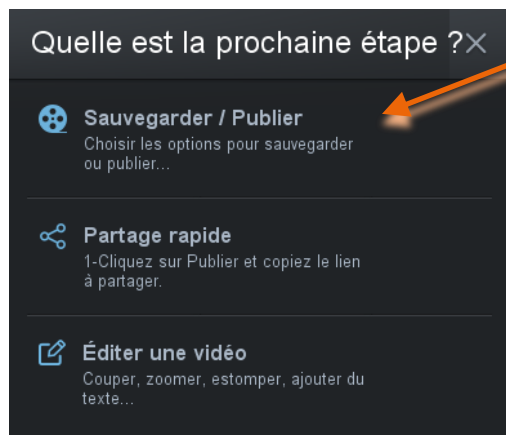 Quelle est la prochaine étape ?
Sauvegarder / Publier
Choisir les options pour sauvegarder
ou publier...
Partage rapide
1-Cliquez sur Publier et copiez le lien
à partager.
Éditer une vidéo
Couper, zoomer, estomper, ajouter du
texte...